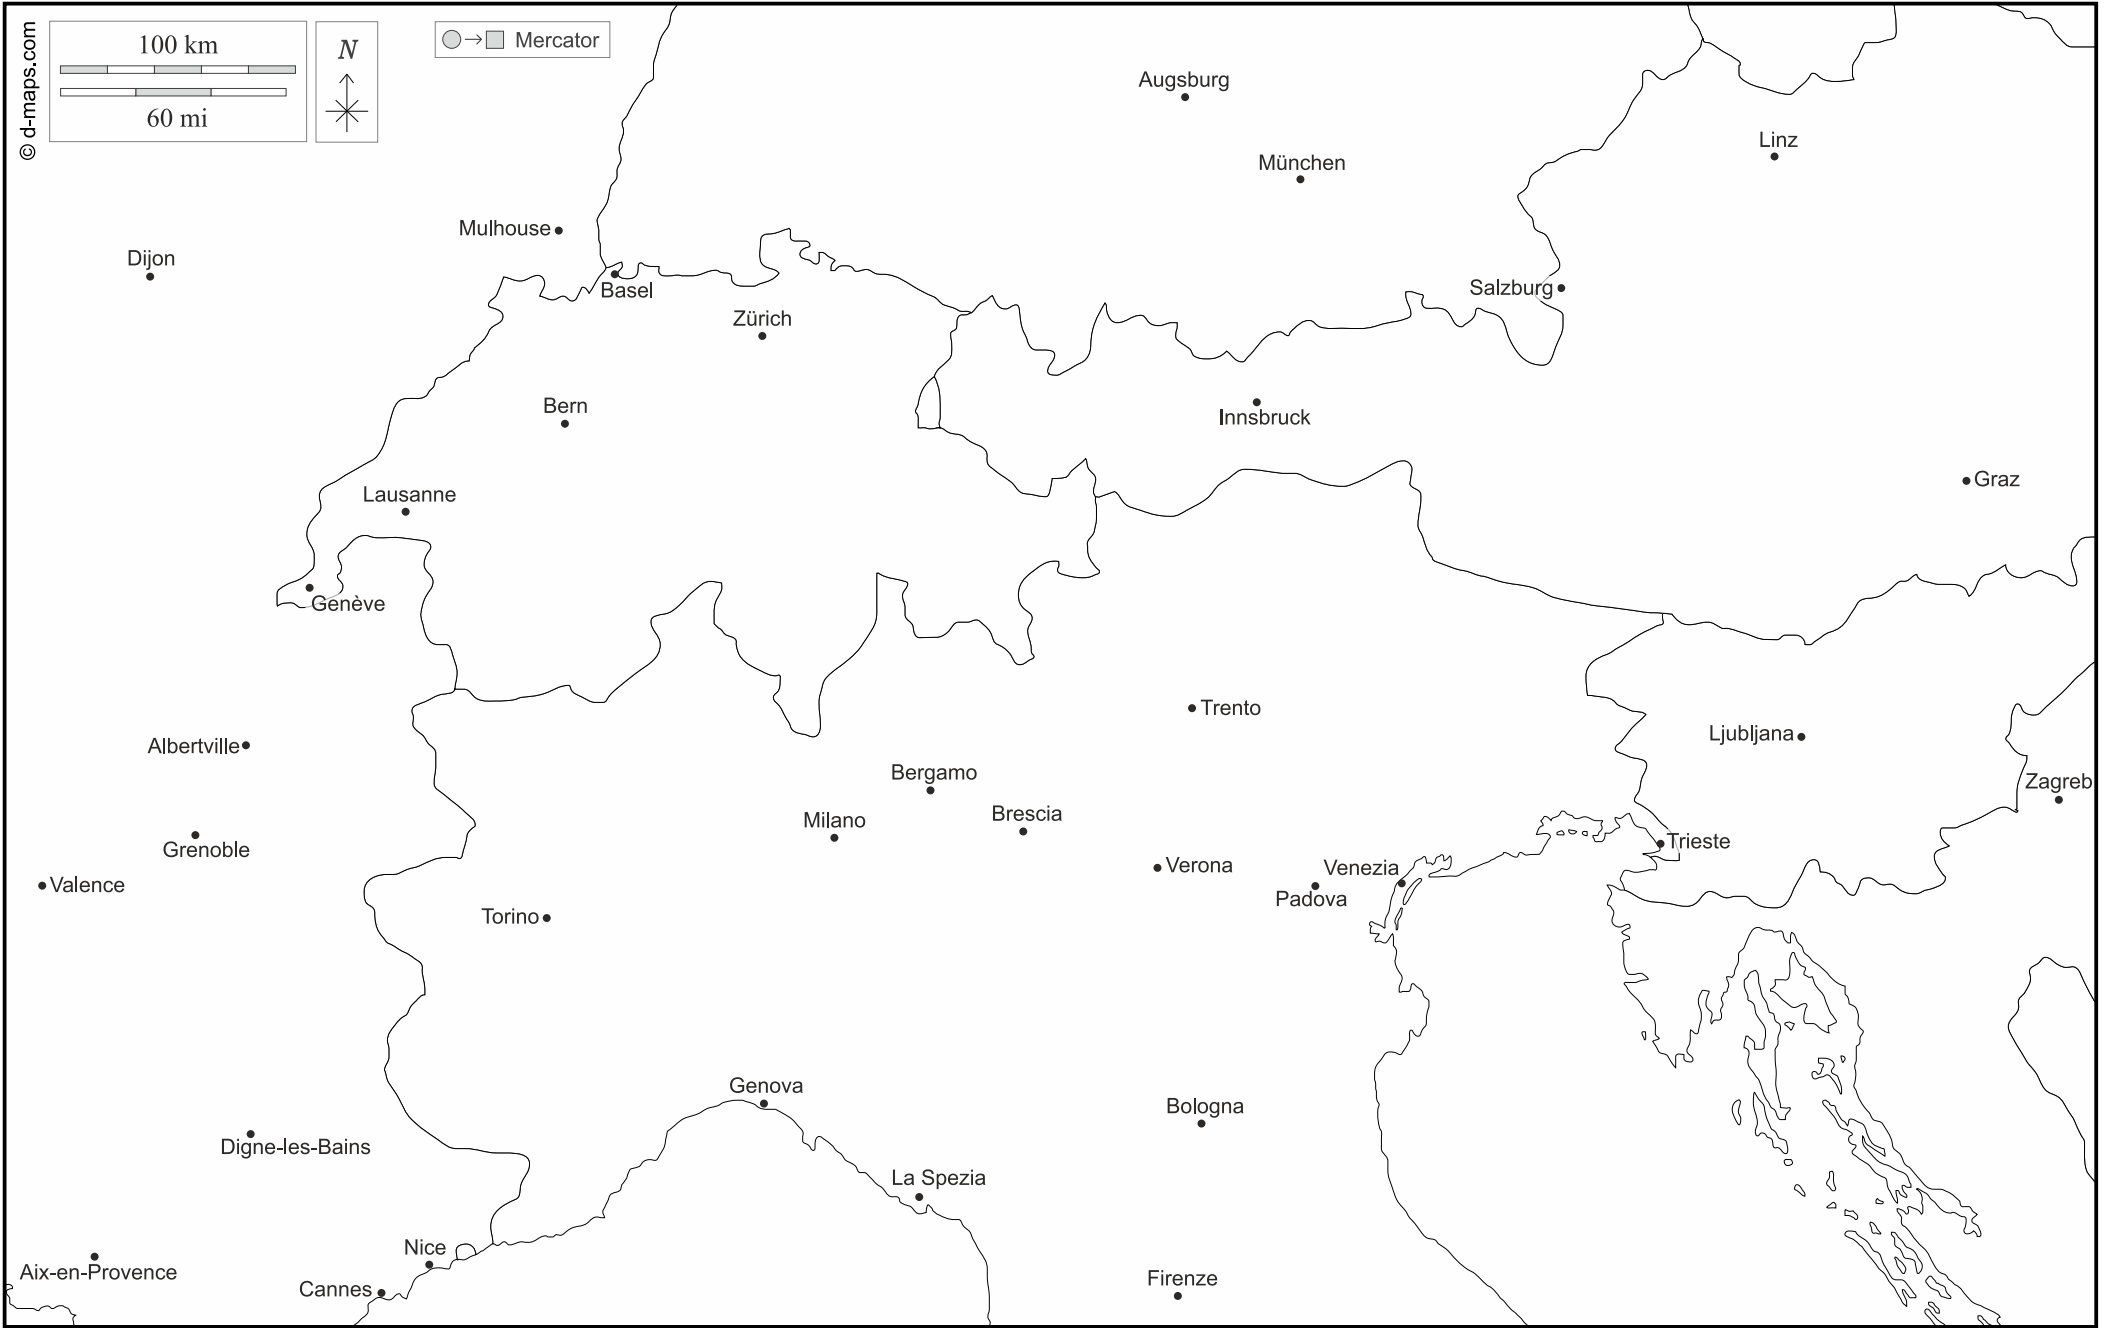 © d-maps.com
100 km
60 mi
N
Mercator
Augsburg
Linz
München
Mulhouse
Dijon
Basel
Salzburg
Zürich
Bern
Innsbruck
Graz
Lausanne
Genève
Trento
Ljubljana
Albertville
Bergamo
Zagreb
Brescia
Milano
Trieste
Grenoble
Verona
Venezia
Valence
Padova
Torino
Genova
Bologna
Digne-les-Bains
La Spezia
Nice
Aix-en-Provence
Firenze
Cannes